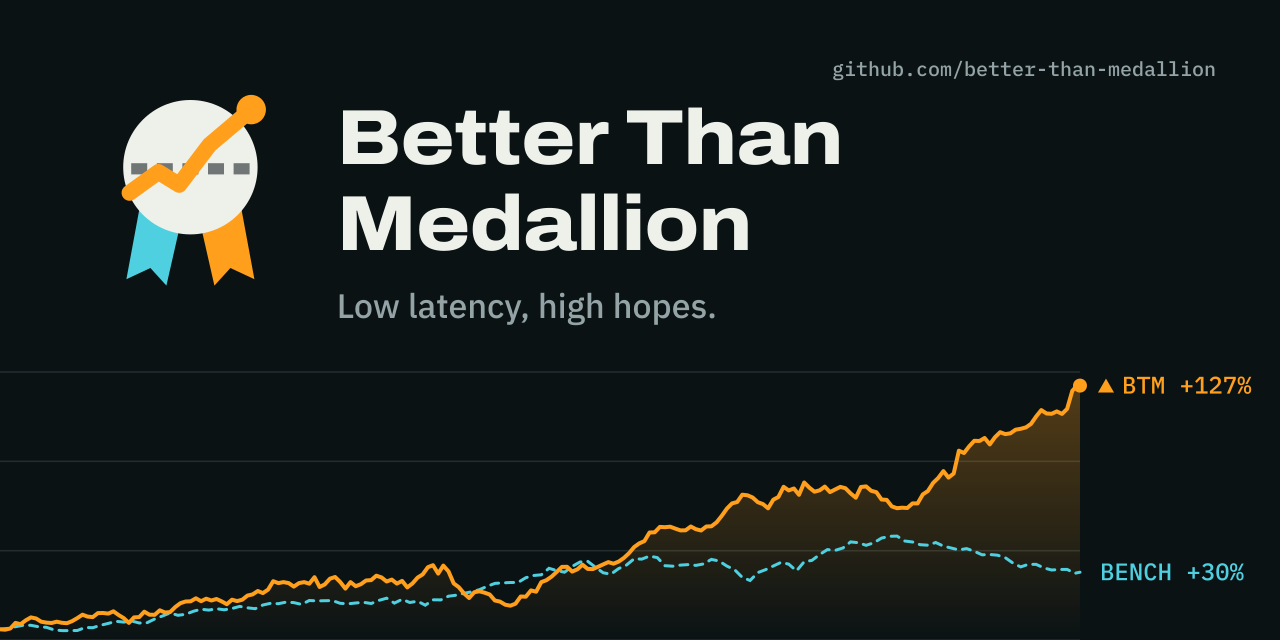 github.com/better-than-medallion
Better Than
Medallion
Low latency, high hopes.
▲ BTM +127%
BENCH +30%